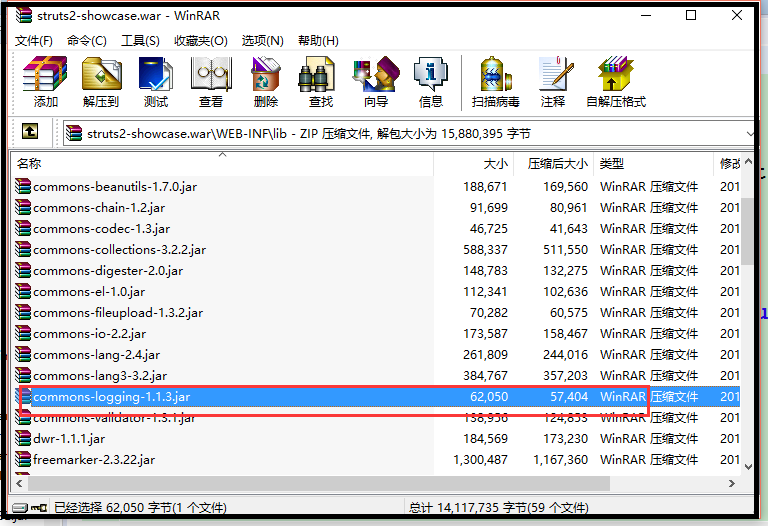 struts2-showcase.war - WinRAR
文件(F) 命令(C) 工具(S) 收藏夹(O) 选项(N) 帮助(H)
添加 解压到 测试 查看 删除 查找 向导 信息 扫描病毒 注释 自解压格式
struts2-showcase.war\WEB-INF\lib - ZIP 压缩文件, 解包大小为 15,880,395 字节
名称 大小 压缩后大小 类型 修改
commons-beanutils-1.7.0.jar 188,671 169,560 WinRAR 压缩文件 201
commons-chain-1.2.jar 91,699 80,961 WinRAR 压缩文件 201
commons-codec-1.3.jar 46,725 41,643 WinRAR 压缩文件 201
commons-collections-3.2.2.jar 588,337 511,550 WinRAR 压缩文件 201
commons-digester-2.0.jar 148,783 132,275 WinRAR 压缩文件 201
commons-el-1.0.jar 112,341 102,636 WinRAR 压缩文件 201
commons-fileupload-1.3.2.jar 70,282 60,575 WinRAR 压缩文件 201
commons-io-2.2.jar 173,587 158,467 WinRAR 压缩文件 201
commons-lang-2.4.jar 261,809 244,016 WinRAR 压缩文件 201
commons-lang3-3.2.jar 384,767 357,203 WinRAR 压缩文件 201
commons-logging-1.1.3.jar 62,050 57,404 WinRAR 压缩文件 201
commons-validator-1.3.1.jar 138,956 124,853 WinRAR 压缩文件 201
dwr-1.1.1.jar 184,569 173,230 WinRAR 压缩文件 201
freemarker-2.3.22.jar 1,300,487 1,167,360 WinRAR 压缩文件 201
已经选择 62,050 字节(1 个文件) 总计 14,117,735 字节(59 个文件)